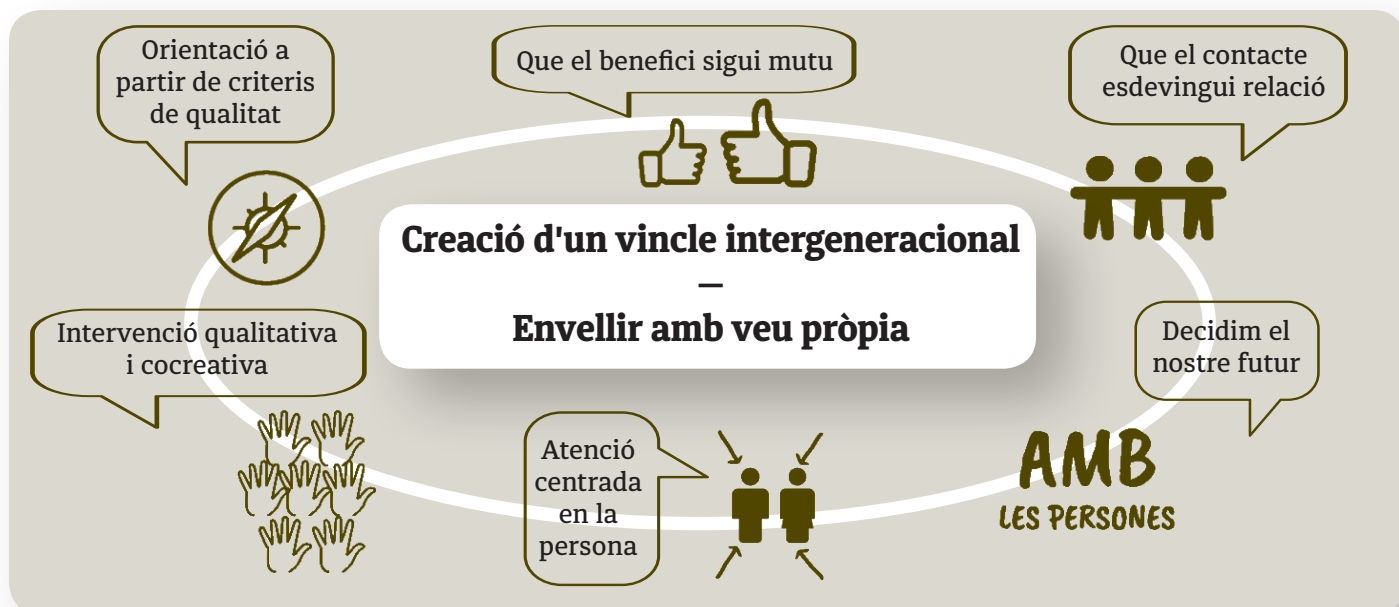 Orientació a
partir de criteris
de qualitat
Que el benefici sigui mutu
Que el contacte
esdevingui relació
Creació d'un vincle intergeneracional
—
Envellir amb veu pròpia
Intervenció qualitativa
i cocreativa
Decidim el
nostre futur
Atenció
centrada
en la
persona
AMB
LES PERSONES